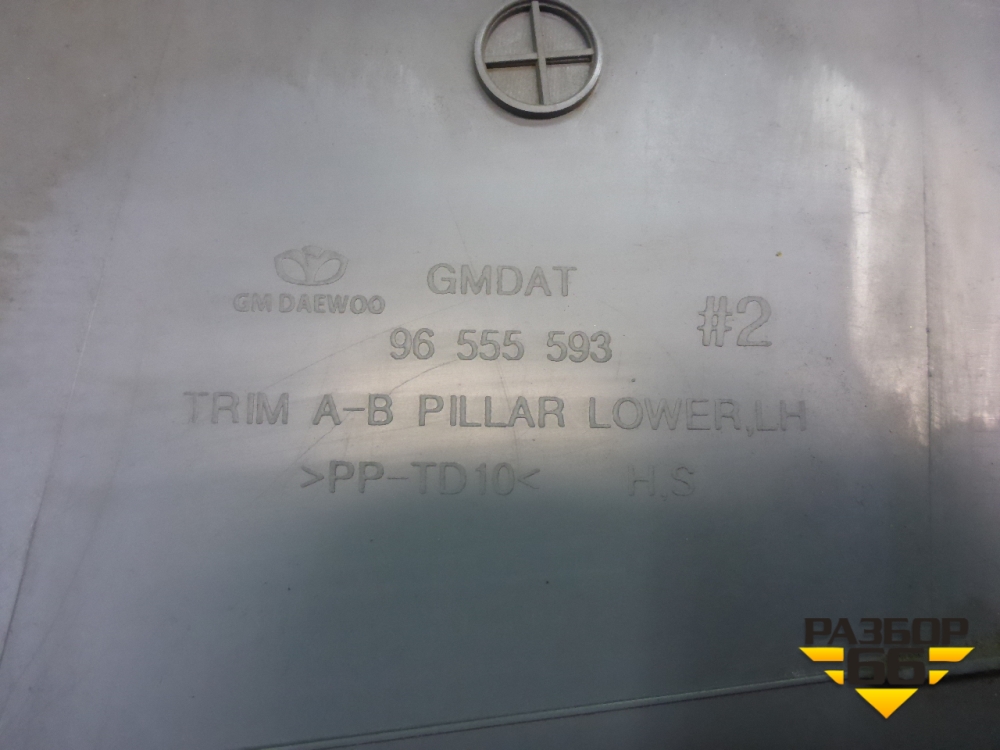 GMDAT
GM DAEWOO
#2
96 555 593
TRIM A-B PILLAR LOWER,LH
>PP-TD10< H,S
РАЗБОР
66